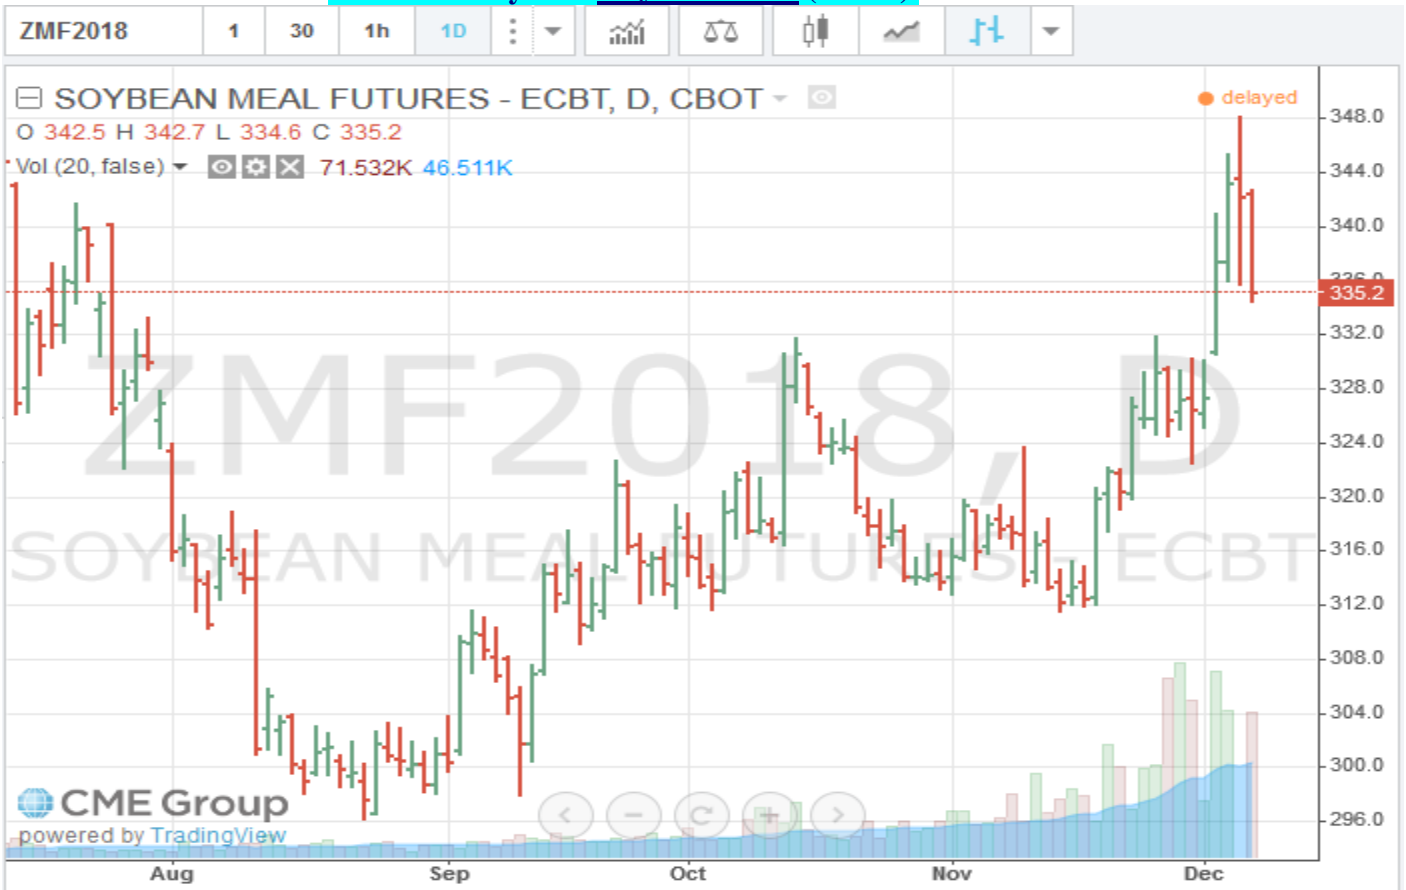 ZMF2018 1 30 1h 1D
SOYBEAN MEAL FUTURES - ECBT, D, CBOT
delayed
O 342.5 H 342.7 L 334.6 C 335.2
Vol (20, false) 71.532K 46.511K
348.0
344.0
340.0
336.0
335.2
332.0
328.0
324.0
320.0
316.0
312.0
308.0
304.0
300.0
296.0
ZMF2018, D
SOYBEAN MEAL FUTURES - ECBT
CME Group
powered by TradingView
Aug Sep Oct Nov Dec